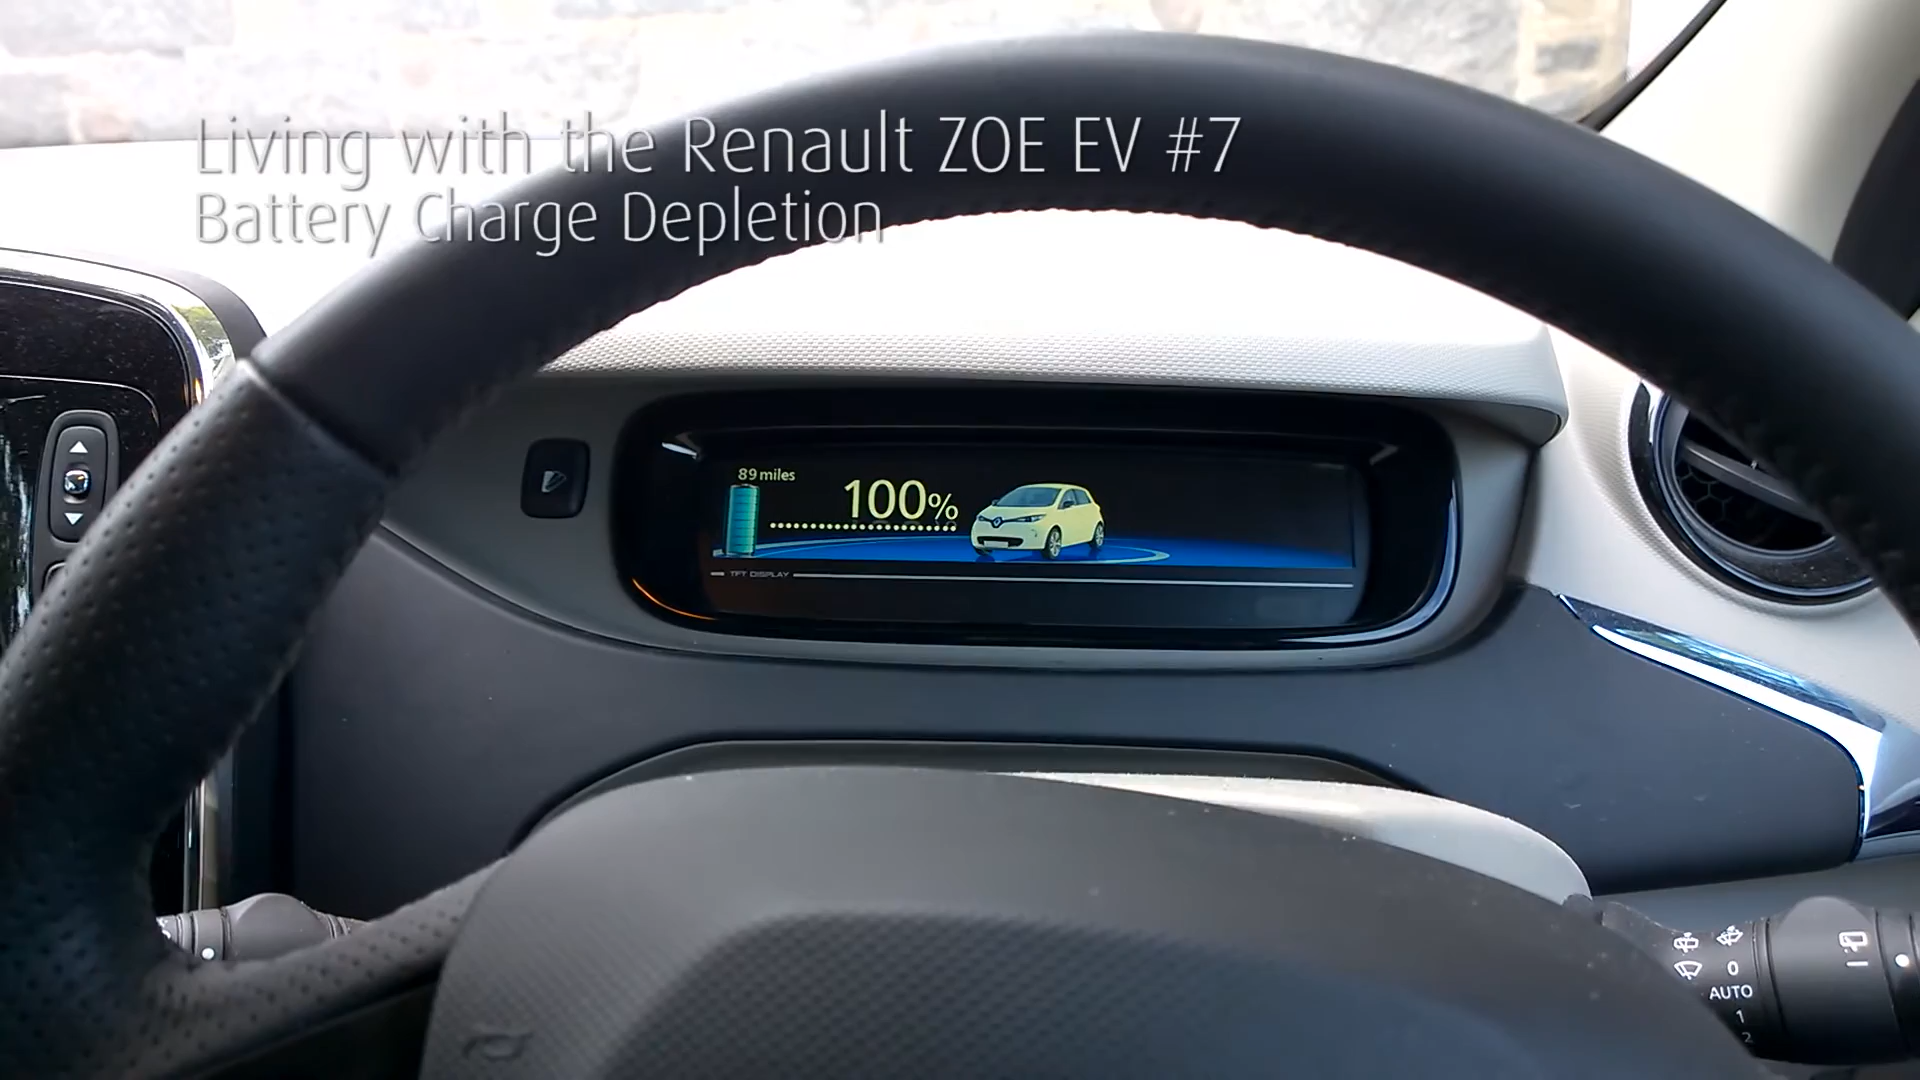 Living with the Renault ZOE EV #7
Battery Charge Depletion
89 miles
100%
TFT DISPLAY
0
AUTO
1
2